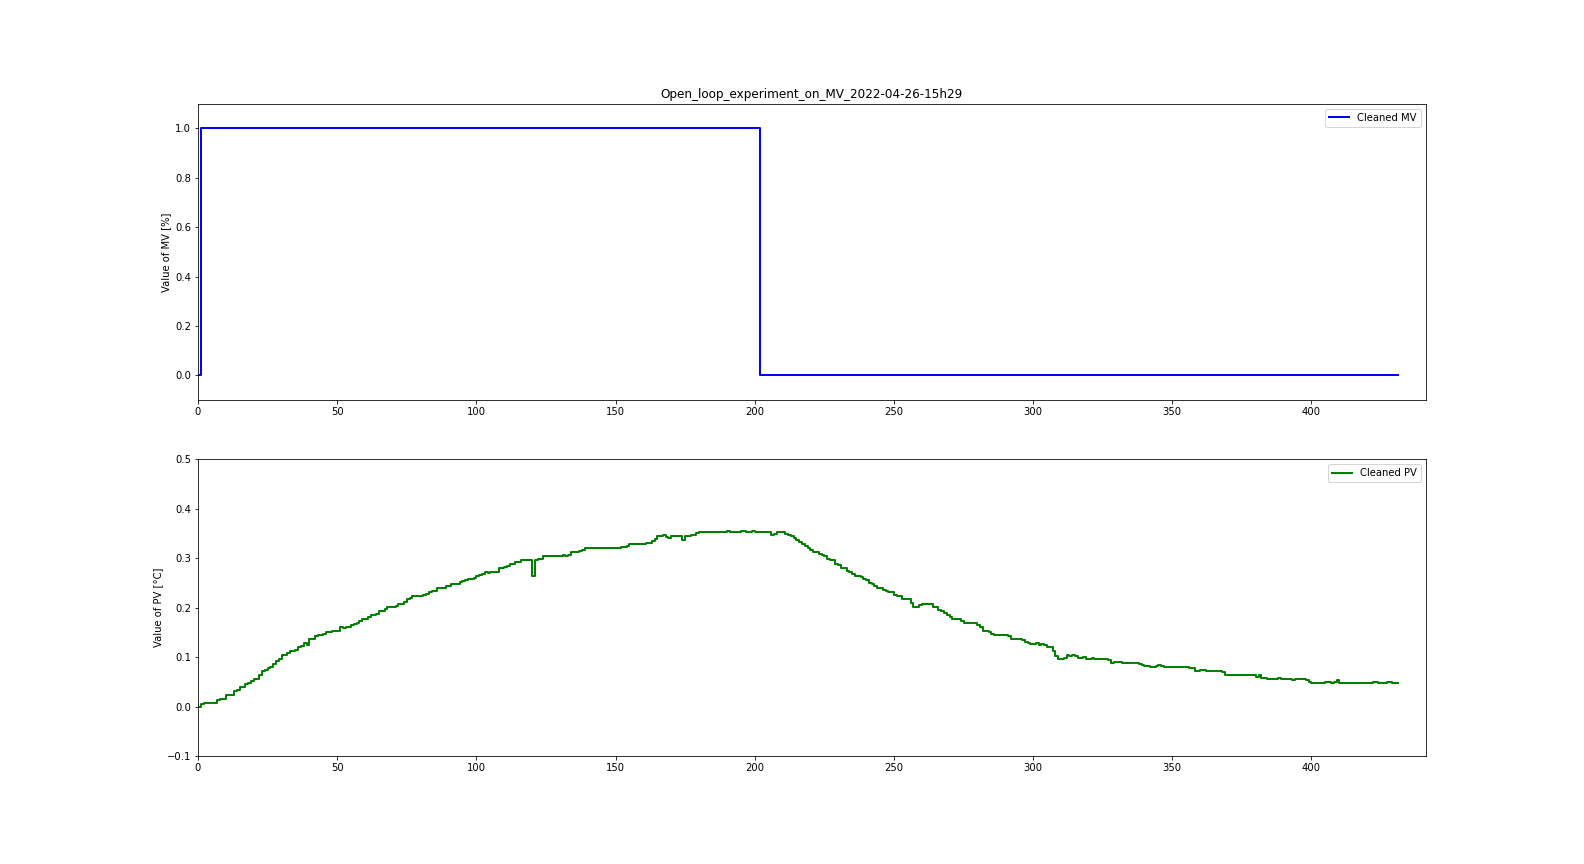 Open_loop_experiment_on_MV_2022-04-26-15h29
Cleaned MV
Value of MV [%]
1.0
0.8
0.6
0.4
0.2
0.0
0 50 100 150 200 250 300 350 400
Cleaned PV
Value of PV [°C]
0.5
0.4
0.3
0.2
0.1
0.0
−0.1
0 50 100 150 200 250 300 350 400